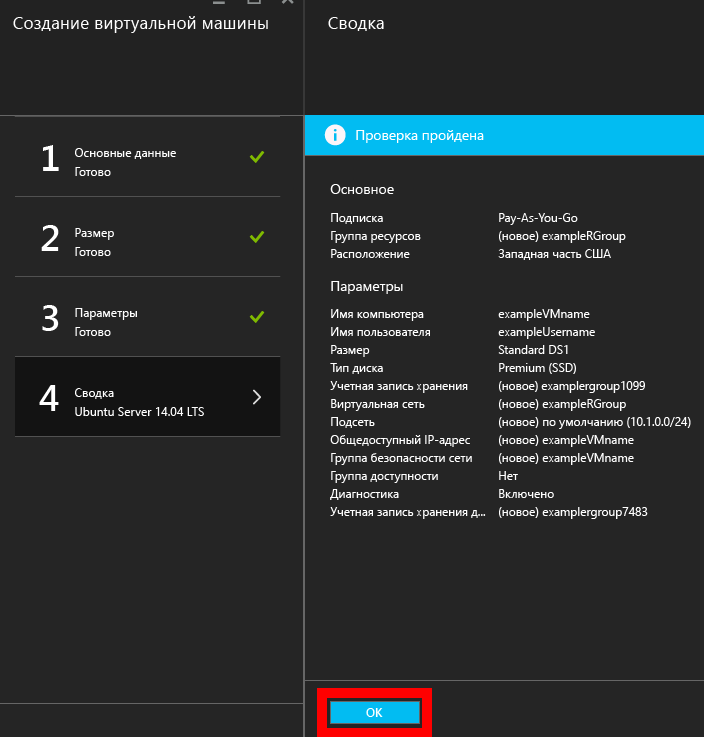 Создание виртуальной машины
1
Основные данные
Готово
2
Размер
Готово
3
Параметры
Готово
4
Сводка
Ubuntu Server 14.04 LTS
Сводка
Проверка пройдена
Основное
Подписка Pay-As-You-Go
Группа ресурсов (новое) exampleRGroup
Расположение Западная часть США
Параметры
Имя компьютера exampleVMname
Имя пользователя exampleUsername
Размер Standard DS1
Тип диска Premium (SSD)
Учетная запись хранения (новое) examplergroup1099
Виртуальная сеть (новое) exampleRGroup
Подсеть (новое) по умолчанию (10.1.0.0/24)
Общедоступный IP-адрес (новое) exampleVMname
Группа безопасности сети (новое) exampleVMname
Группа доступности Нет
Диагностика Включено
Учетная запись хранения д... (новое) examplergroup7483
ОК